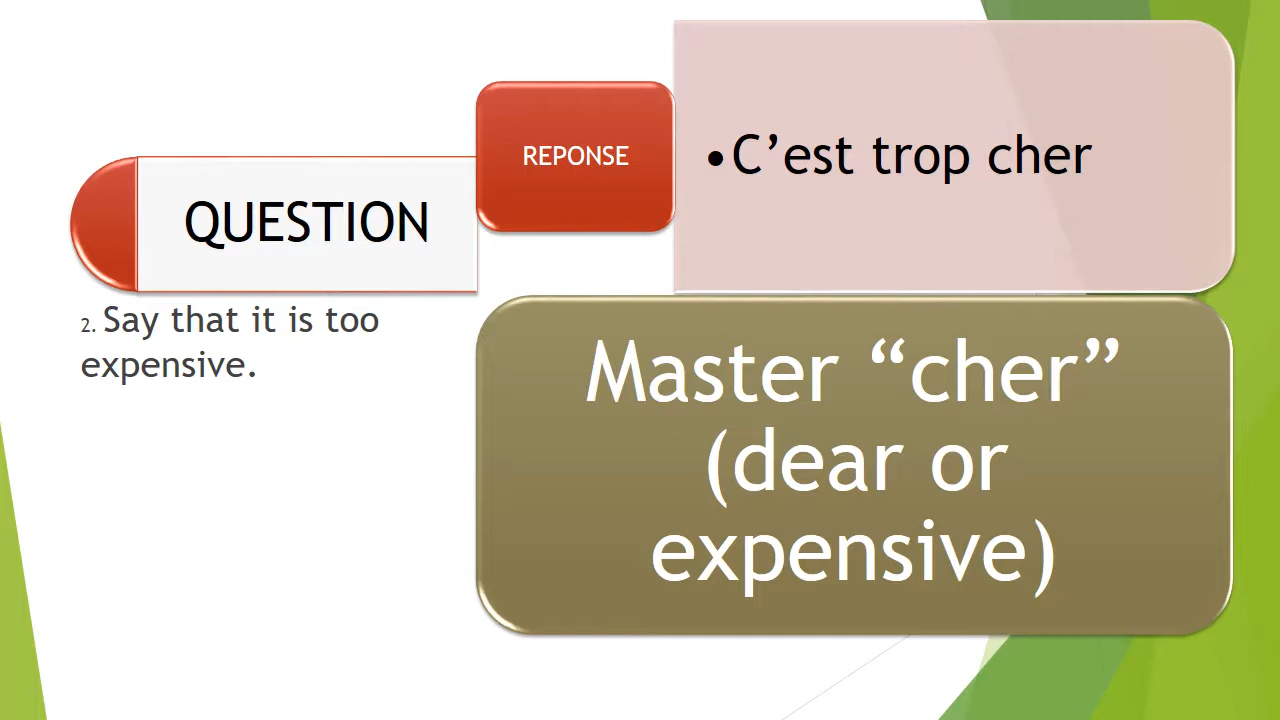 QUESTION
2. Say that it is too
expensive.
REPONSE
•C’est trop cher
Master “cher”
(dear or
expensive)